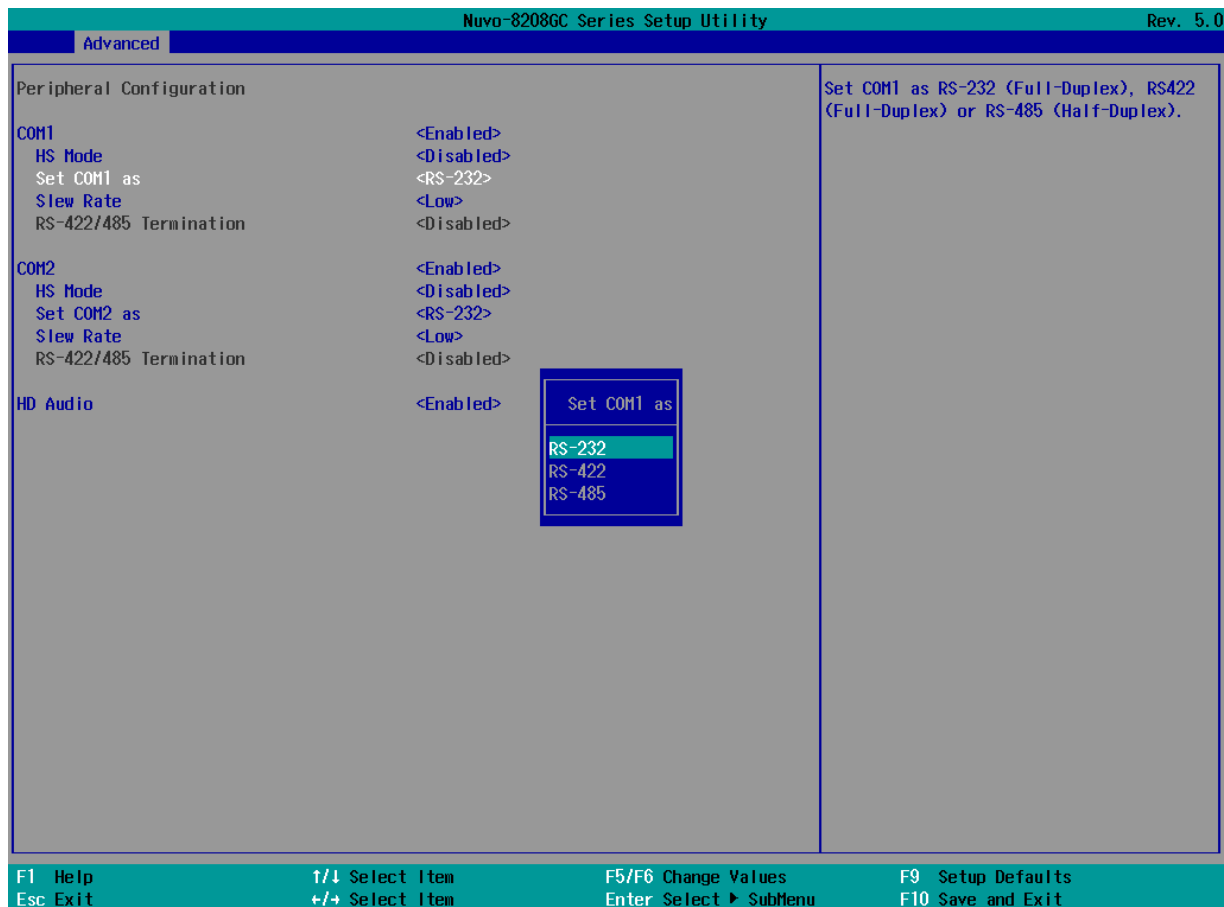 Nuvo-8208GC Series Setup Utility Rev. 5.0
Advanced
Peripheral Configuration
COM1 <Enabled>
HS Mode <Disabled>
Set COM1 as <RS-232>
Slew Rate <Low>
RS-422/485 Termination <Disabled>
COM2 <Enabled>
HS Mode <Disabled>
Set COM2 as <RS-232>
Slew Rate <Low>
RS-422/485 Termination <Disabled>
HD Audio <Enabled>
Set COM1 as
RS-232
RS-422
RS-485
Set COM1 as RS-232 (Full-Duplex), RS422
(Full-Duplex) or RS-485 (Half-Duplex).
F1 Help ↑/↓ Select Item F5/F6 Change Values F9 Setup Defaults
Esc Exit ←/→ Select Item Enter Select ▶ SubMenu F10 Save and Exit